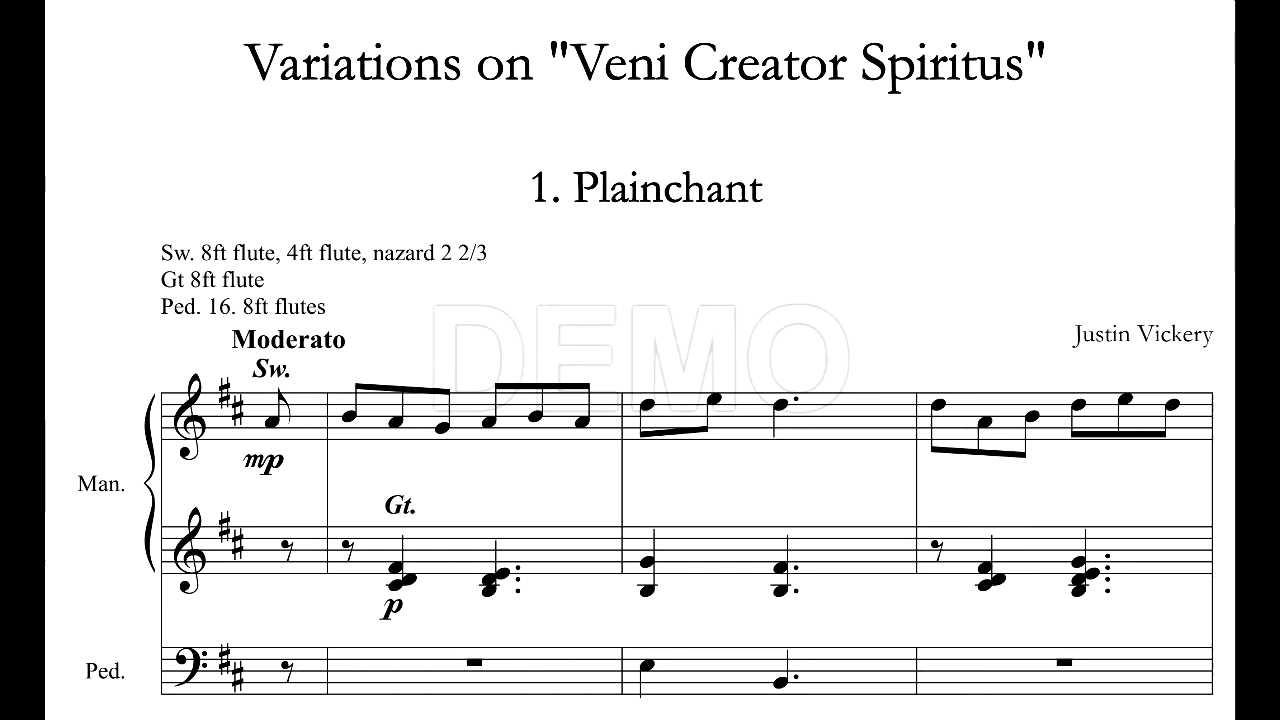 Variations on "Veni Creator Spiritus"
1. Plainchant
Sw. 8ft flute, 4ft flute, nazard 2 2/3
Gt 8ft flute
Ped. 16. 8ft flutes
DEMO
Moderato
Justin Vickery
Sw.
mp
Man.
Gt.
p
Ped.